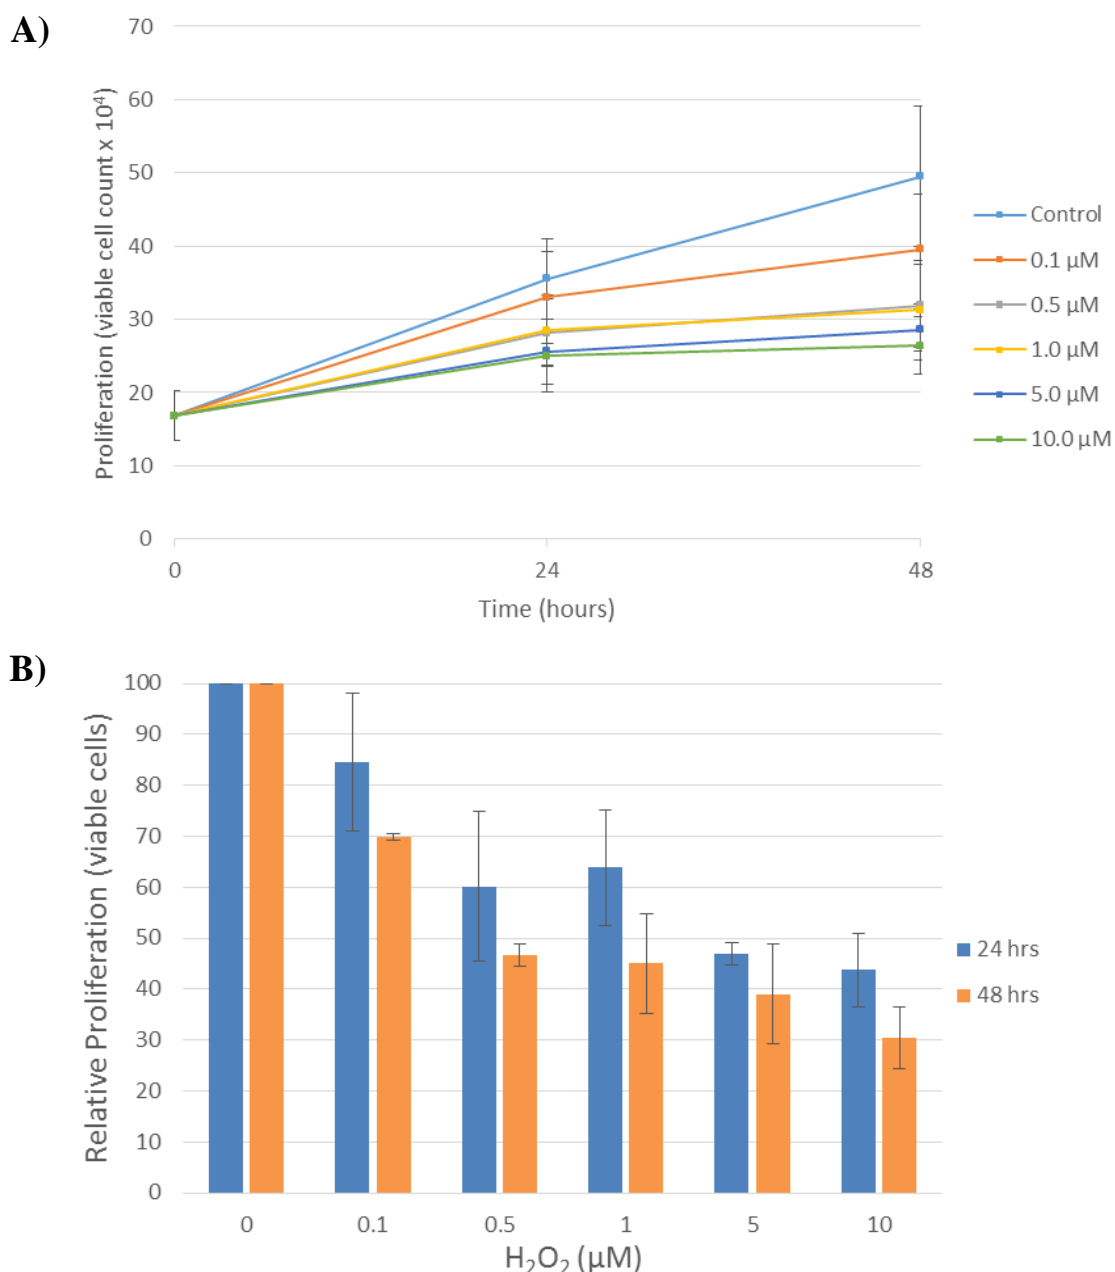 A)
70
60
50
40
30
20
10
0
Proliferation (viable cell count x 10⁴)
0 24 48
Time (hours)
Control
0.1 µM
0.5 µM
1.0 µM
5.0 µM
10.0 µM
B)
100
90
80
70
60
50
40
30
20
10
0
Relative Proliferation (viable cells)
0 0.1 0.5 1 5 10
H₂O₂ (µM)
24 hrs
48 hrs